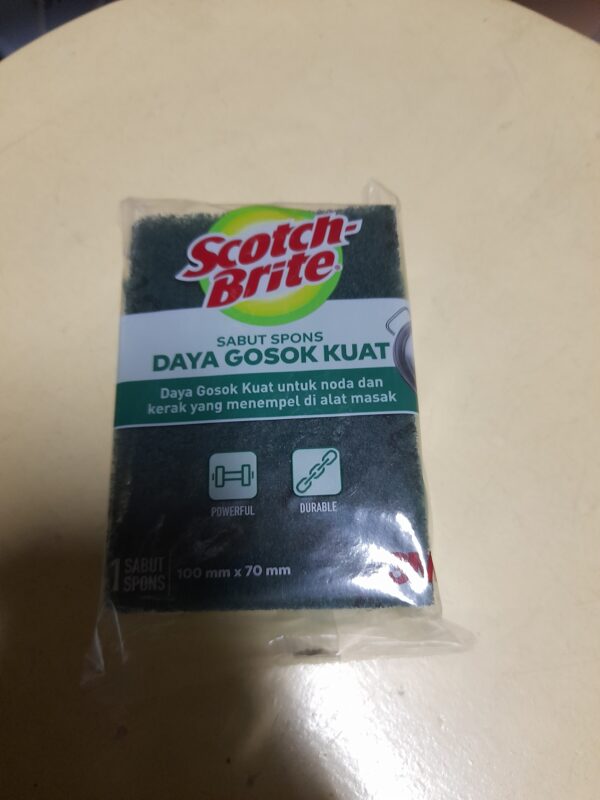 Scotch-
Brite
SABUT SPONS
DAYA GOSOK KUAT
Daya Gosok Kuat untuk noda dan
kerak yang menempel di alat masak
POWERFUL
DURABLE
1 SABUT
SPONS
100 mm x 70 mm
3M